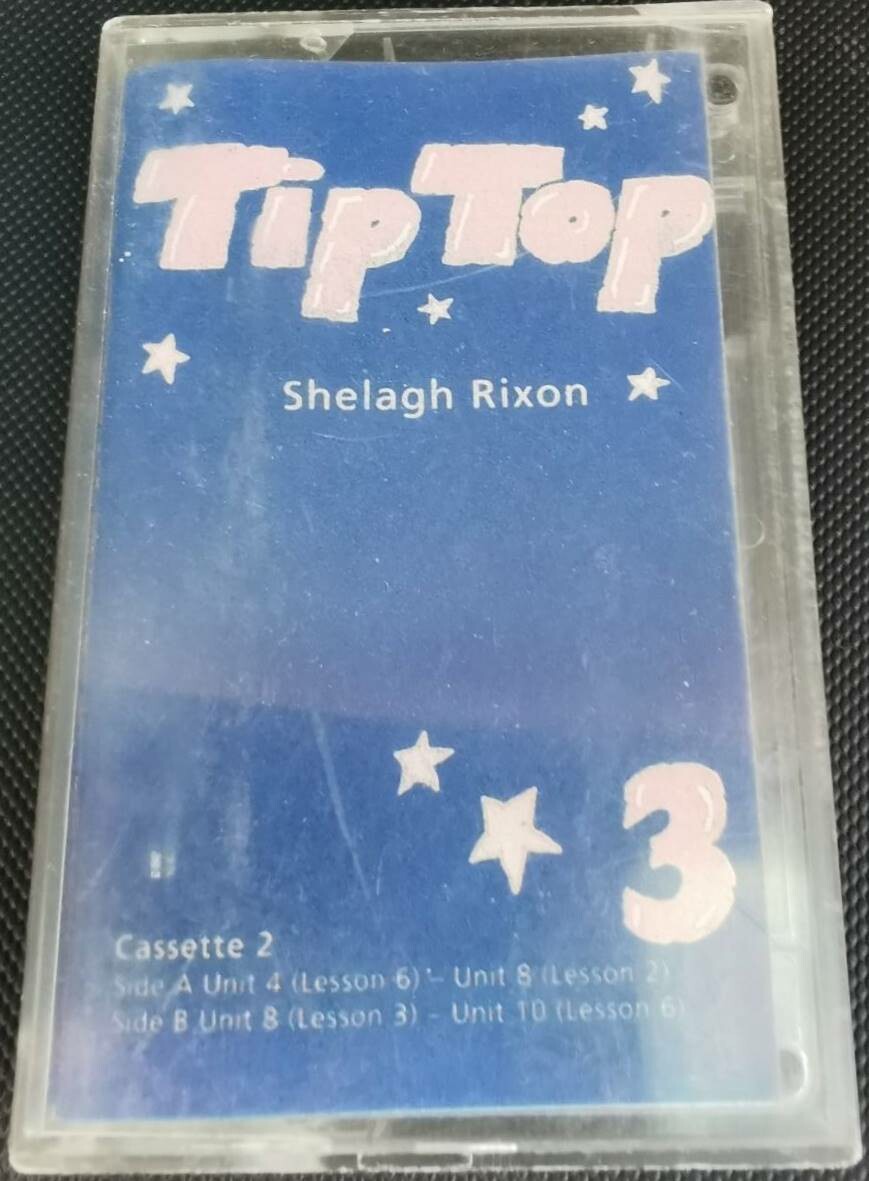 Tip Top
Shelagh Rixon
3
Cassette 2
Side A Unit 4 (Lesson 6) – Unit 8 (Lesson 2)
Side B Unit 8 (Lesson 3) – Unit 10 (Lesson 6)